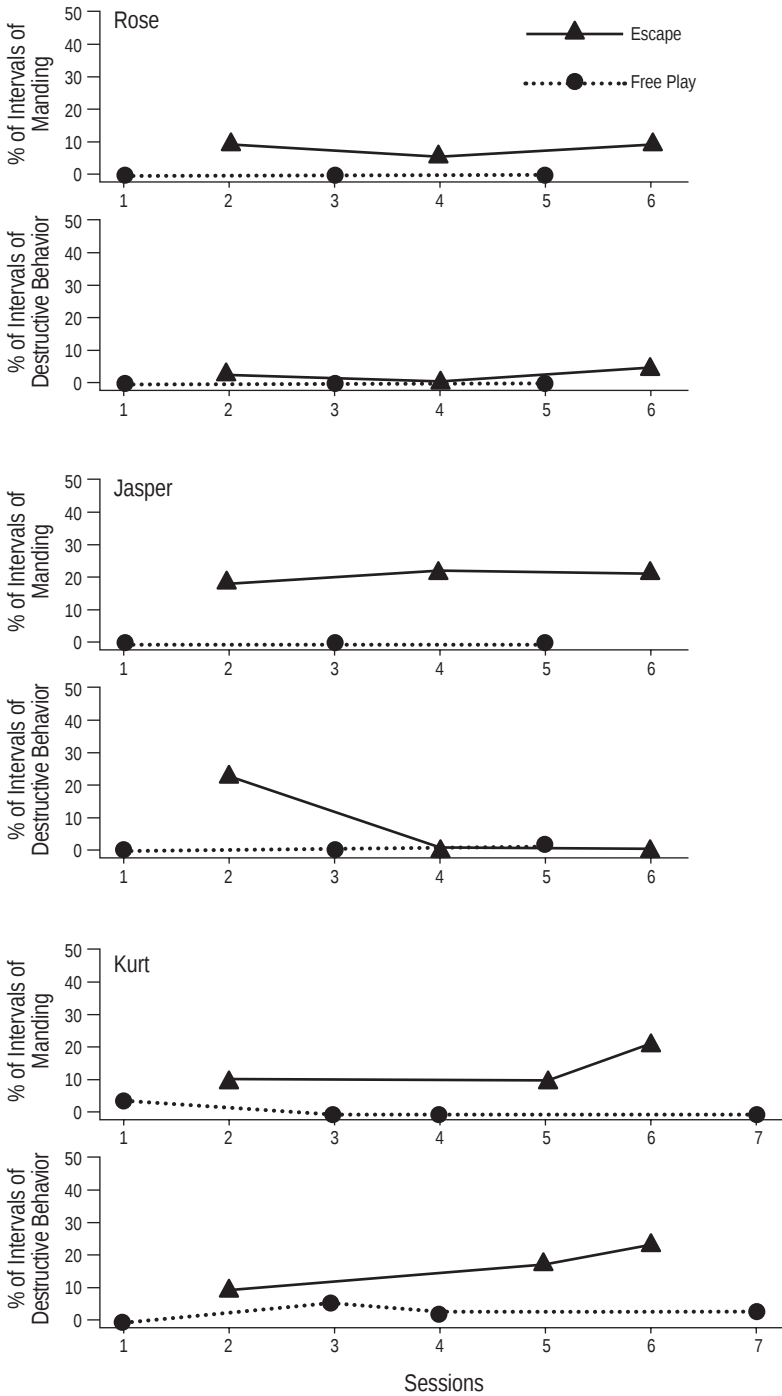 Rose
Escape
Free Play
% of Intervals of
Manding
50
40
30
20
10
0
1 2 3 4 5 6
% of Intervals of
Destructive Behavior
50
40
30
20
10
0
1 2 3 4 5 6
Jasper
% of Intervals of
Manding
50
40
30
20
10
0
1 2 3 4 5 6
% of Intervals of
Destructive Behavior
50
40
30
20
10
0
1 2 3 4 5 6
Kurt
% of Intervals of
Manding
50
40
30
20
10
0
1 2 3 4 5 6 7
% of Intervals of
Destructive Behavior
50
40
30
20
10
0
1 2 3 4 5 6 7
Sessions